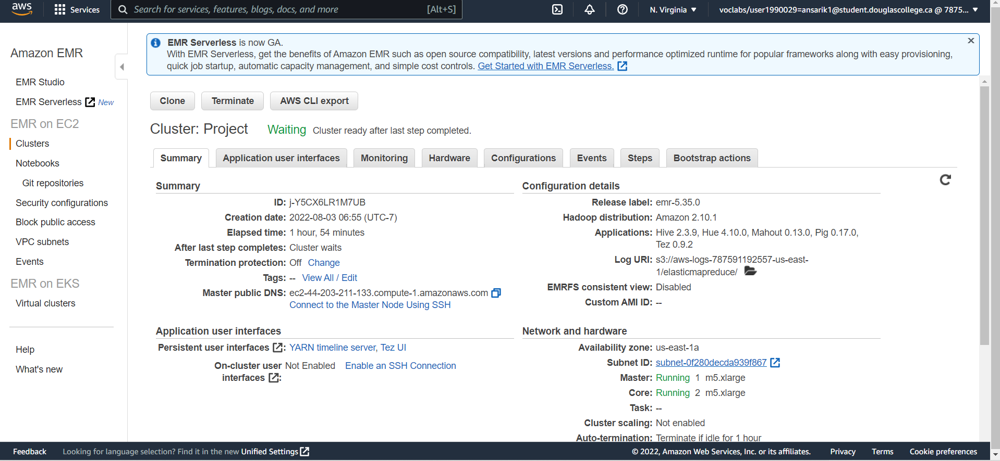 aws
Services
Search for services, features, blogs, docs, and more
[Alt+S]
N. Virginia
voclabs/user1990029=ansarik1@student.douglascollege.ca @ 7875...
Amazon EMR
EMR Studio
EMR Serverless New
EMR on EC2
Clusters
Notebooks
Git repositories
Security configurations
Block public access
VPC subnets
Events
EMR on EKS
Virtual clusters
Help
What's new
EMR Serverless is now GA.
With EMR Serverless, get the benefits of Amazon EMR such as open source compatibility, latest versions and performance optimized runtime for popular frameworks along with easy provisioning,
quick job startup, automatic capacity management, and simple cost controls. Get Started with EMR Serverless.
Clone
Terminate
AWS CLI export
Cluster: Project Waiting Cluster ready after last step completed.
Summary
Application user interfaces
Monitoring
Hardware
Configurations
Events
Steps
Bootstrap actions
Summary
ID: j-Y5CX6LR1M7UB
Creation date: 2022-08-03 06:55 (UTC-7)
Elapsed time: 1 hour, 54 minutes
After last step completes: Cluster waits
Termination protection: Off Change
Tags: -- View All / Edit
Master public DNS: ec2-44-203-211-133.compute-1.amazonaws.com
Connect to the Master Node Using SSH
Configuration details
Release label: emr-5.35.0
Hadoop distribution: Amazon 2.10.1
Applications: Hive 2.3.9, Hue 4.10.0, Mahout 0.13.0, Pig 0.17.0,
Tez 0.9.2
Log URI: s3://aws-logs-787591192557-us-east-
1/elasticmapreduce/
EMRFS consistent view: Disabled
Custom AMI ID: --
Application user interfaces
Persistent user interfaces : YARN timeline server, Tez UI
On-cluster user Not Enabled Enable an SSH Connection
interfaces :
Network and hardware
Availability zone: us-east-1a
Subnet ID: subnet-0f280decda939f867
Master: Running 1 m5.xlarge
Core: Running 2 m5.xlarge
Task: --
Cluster scaling: Not enabled
Auto-termination: Terminate if idle for 1 hour
Feedback
Looking for language selection? Find it in the new Unified Settings
© 2022, Amazon Web Services, Inc. or its affiliates.
Privacy
Terms
Cookie preferences